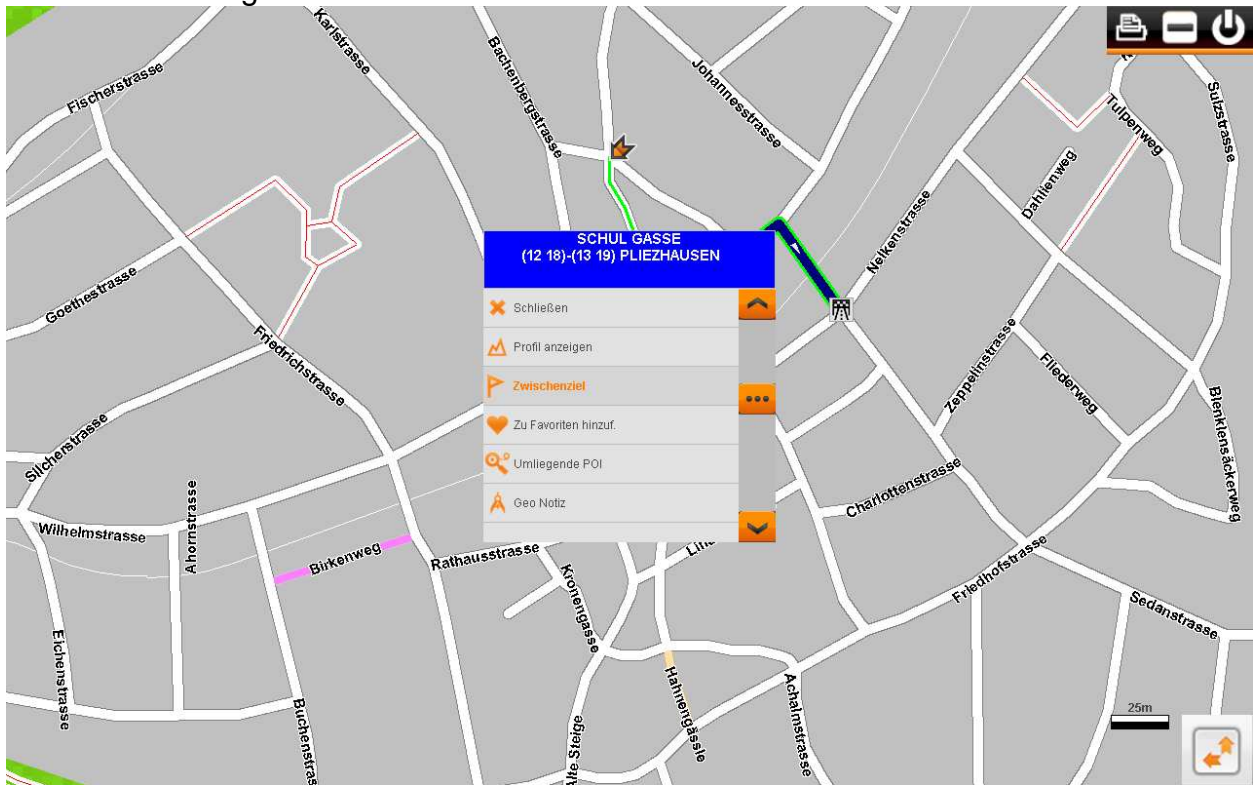 Karlstrasse
Bachenbergstrasse
Johannesstrasse
Fischerstrasse
Sulzstrasse
Tulpenweg
Dahlienweg
Nelkenstrasse
SCHUL GASSE
(12 18)-(13 19) PLIEZHAUSEN
Goethestrasse
Schließen
Profil anzeigen
Friedrichstrasse
Zwischenziel
Zeppelinstrasse
Fliederweg
Zu Favoriten hinzuf.
Blenklensäckerweg
Silcherstrasse
Umliegende POI
Charlottenstrasse
Geo Notiz
Ahornstrasse
Wilhelmstrasse
Birkenweg
Rathausstrasse
Kronengasse
Friedhofstrasse
Sedanstrasse
Eichenstrasse
Hahnengässle
Achalmstrasse
Buchenstras
Alte Steige
25m